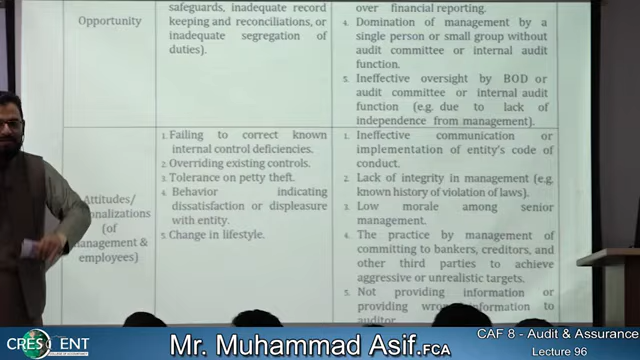 Opportunity
safeguards, inadequate record
keeping and reconciliations, or
inadequate segregation of
duties).
over financial reporting.
4. Domination of management by a
single person or small group without
audit committee or internal audit
function.
5. Ineffective oversight by BOD or
audit committee or internal audit
function (e.g. due to lack of
independence from management).
Attitudes/
onalizations
(of
management &
employees)
1. Failing to correct known
internal control deficiencies.
2. Overriding existing controls.
3. Tolerance on petty theft.
4. Behavior indicating
dissatisfaction or displeasure
with entity.
5. Change in lifestyle.
1. Ineffective communication or
implementation of entity's code of
conduct.
2. Lack of integrity in management (e.g.
known history of violation of laws).
3. Low morale among senior
management.
4. The practice by management of
committing to bankers, creditors, and
other third parties to achieve
aggressive or unrealistic targets.
5. Not providing information or
providing wrong information to
auditor
CRESCENT
Mr. Muhammad Asif.FCA
CAF 8 - Audit & Assurance
Lecture 96